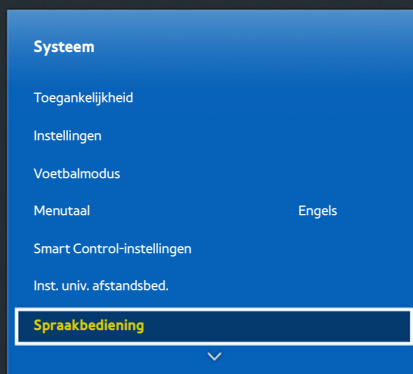 Systeem
Toegankelijkheid
Instellingen
Voetbalmodus
Menutaal Engels
Smart Control-instellingen
Inst. univ. afstandsbed.
Spraakbediening